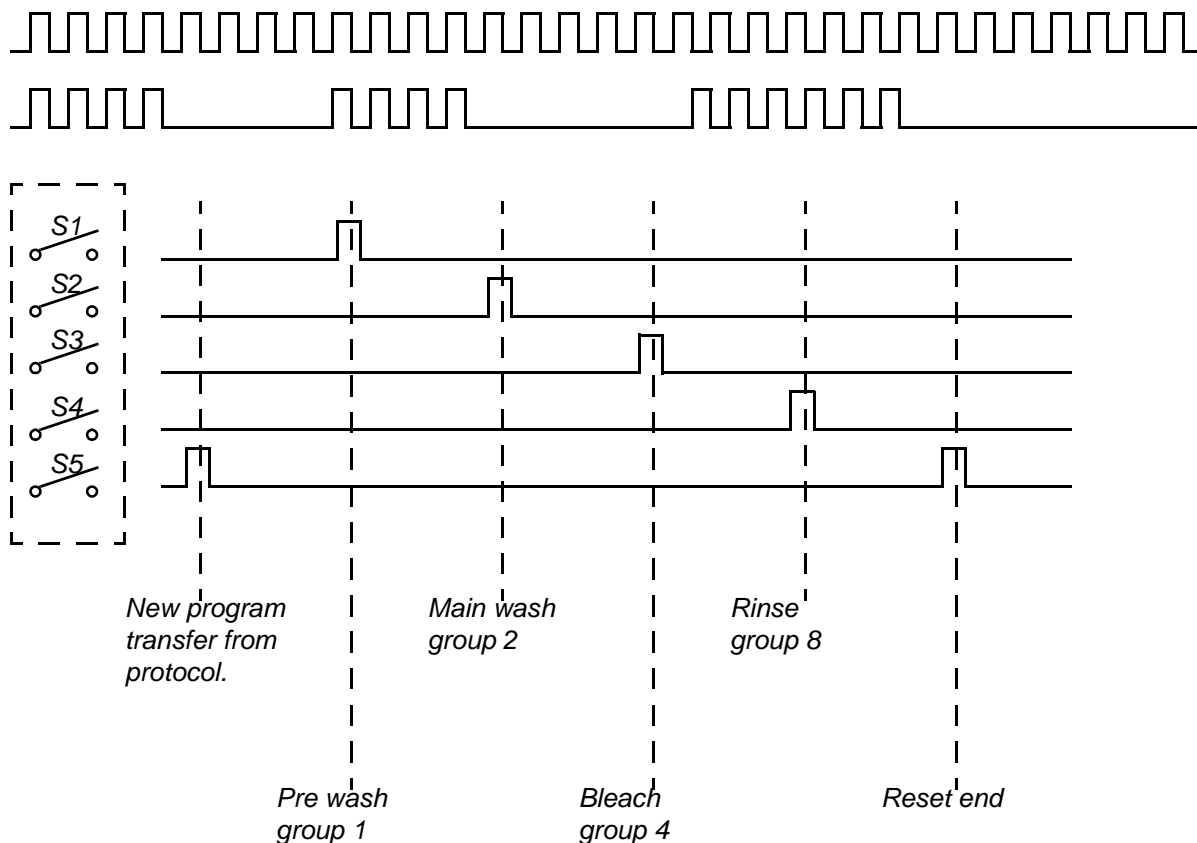 S1
S2
S3
S4
S5
New program
transfer from
protocol.
Main wash
group 2
Rinse
group 8
Pre wash
group 1
Bleach
group 4
Reset end